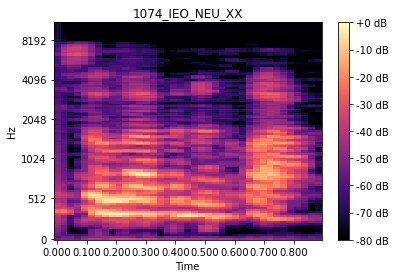 1074_IEO_NEU_XX
8192
4096
2048
1024
512
0
Hz
0.000 0.100 0.200 0.300 0.400 0.500 0.600 0.700 0.800
Time
+0 dB
-10 dB
-20 dB
-30 dB
-40 dB
-50 dB
-60 dB
-70 dB
-80 dB